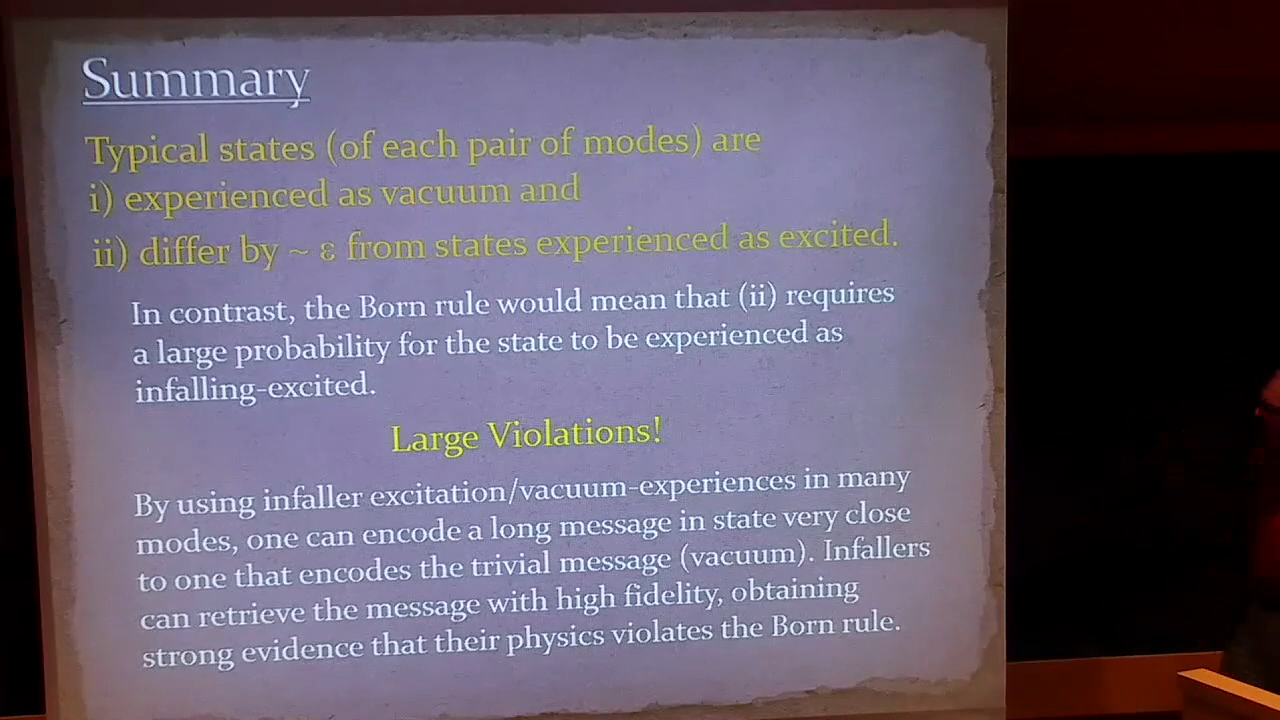 Summary
Typical states (of each pair of modes) are
i) experienced as vacuum and
ii) differ by ~ ε from states experienced as excited.
In contrast, the Born rule would mean that (ii) requires
a large probability for the state to be experienced as
infalling-excited.
Large Violations!
By using infaller excitation/vacuum-experiences in many
modes, one can encode a long message in state very close
to one that encodes the trivial message (vacuum). Infallers
can retrieve the message with high fidelity, obtaining
strong evidence that their physics violates the Born rule.